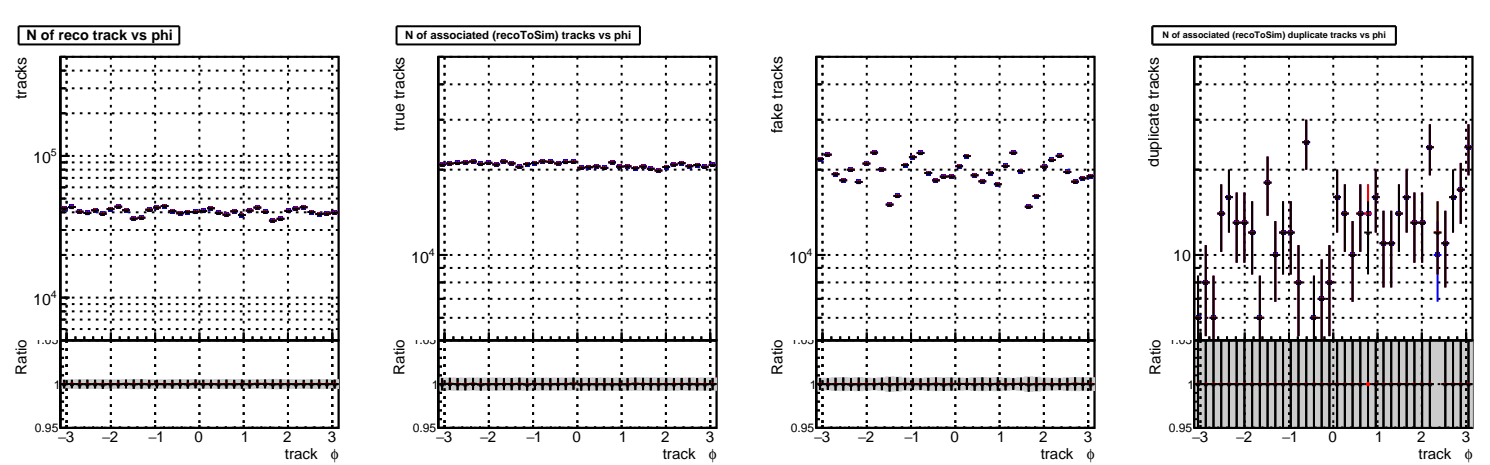 N of reco track vs phi
tracks
10^5
10^4
Ratio
1
0.95
−3 −2 −1 0 1 2 3
track ϕ
N of associated (recoToSim) tracks vs phi
true tracks
10^4
Ratio
1
0.95
−3 −2 −1 0 1 2 3
track ϕ
fake tracks
10^4
Ratio
1
0.95
−3 −2 −1 0 1 2 3
track ϕ
N of associated (recoToSim) duplicate tracks vs phi
duplicate tracks
10
Ratio
1
0.95
−3 −2 −1 0 1 2 3
track ϕ